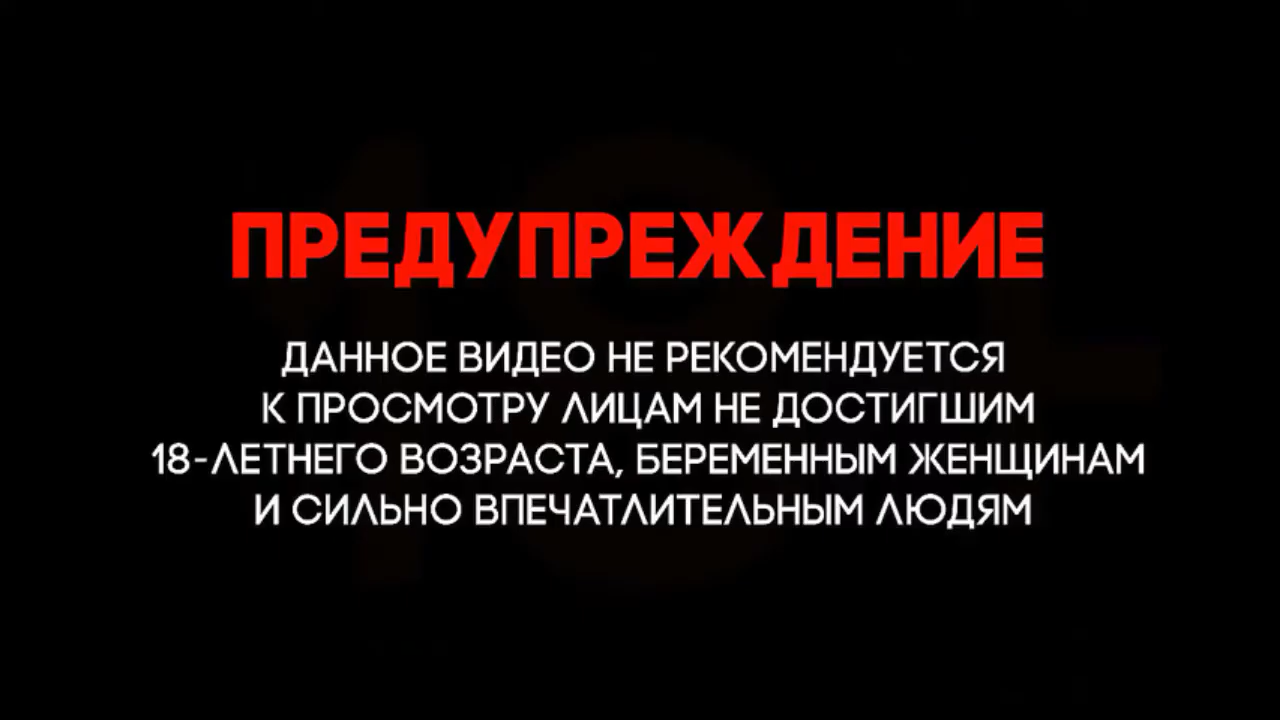 ПРЕДУПРЕЖДЕНИЕ
ДАННОЕ ВИДЕО НЕ РЕКОМЕНДУЕТСЯ
К ПРОСМОТРУ ЛИЦАМ НЕ ДОСТИГШИМ
18-ЛЕТНЕГО ВОЗРАСТА, БЕРЕМЕННЫМ ЖЕНЩИНАМ
И СИЛЬНО ВПЕЧАТЛИТЕЛЬНЫМ ЛЮДЯМ